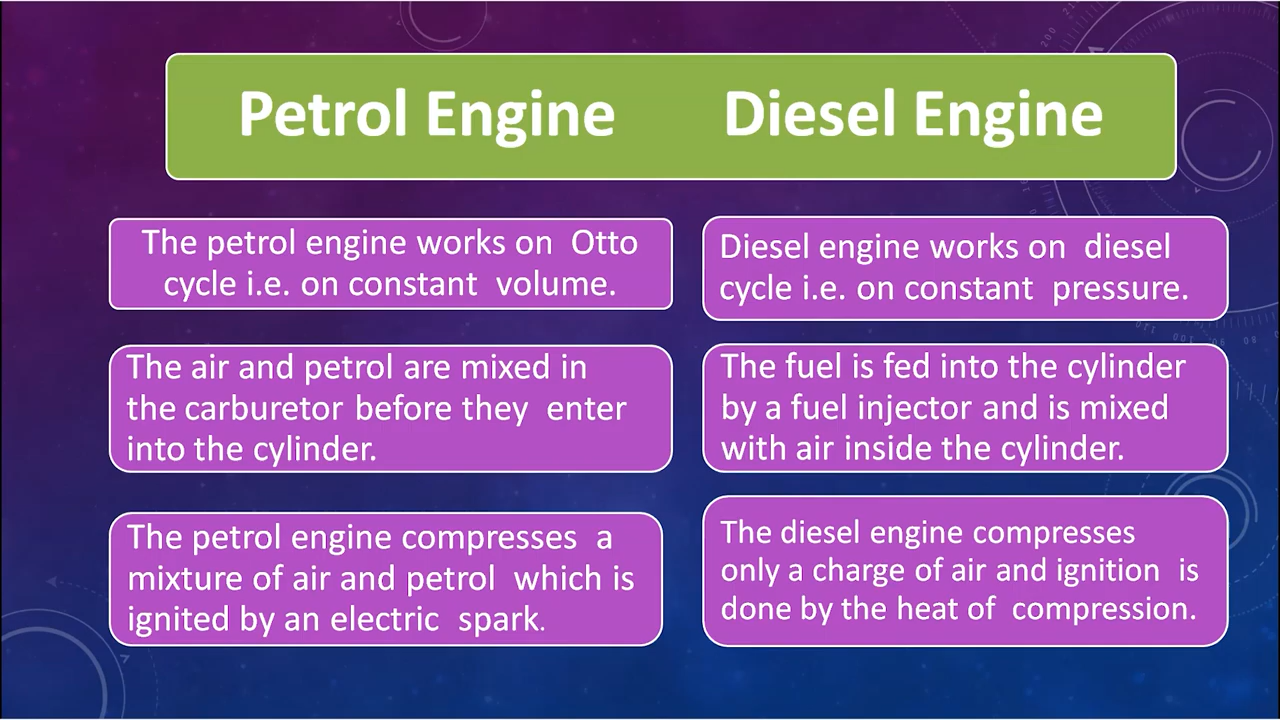 Petrol Engine Diesel Engine
The petrol engine works on Otto
cycle i.e. on constant volume.
Diesel engine works on diesel
cycle i.e. on constant pressure.
The air and petrol are mixed in
the carburetor before they enter
into the cylinder.
The fuel is fed into the cylinder
by a fuel injector and is mixed
with air inside the cylinder.
The petrol engine compresses a
mixture of air and petrol which is
ignited by an electric spark.
The diesel engine compresses
only a charge of air and ignition is
done by the heat of compression.